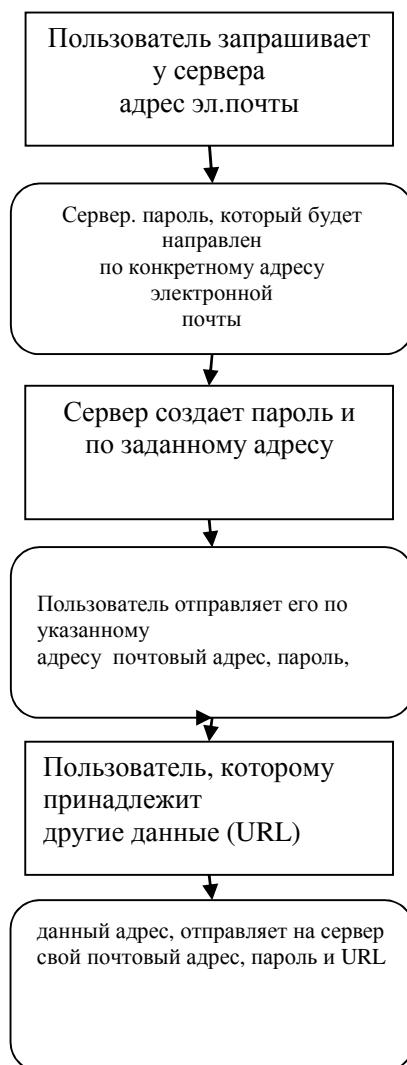 Пользователь запрашивает
у сервера
адрес эл.почты
Сервер. пароль, который будет
направлен
по конкретному адресу
электронной
почты
Сервер создает пароль и
по заданному адресу
Пользователь отправляет его по
указанному
адресу почтовый адрес, пароль,
Пользователь, которому
принадлежит
другие данные (URL)
данный адрес, отправляет на сервер
свой почтовый адрес, пароль и URL